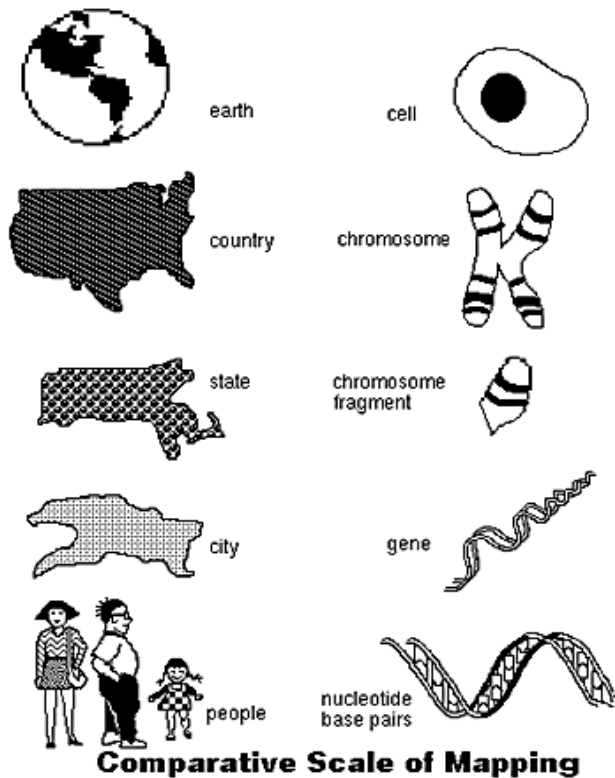 earth
cell
country
chromosome
state
chromosome
fragment
city
gene
people
nucleotide
base pairs
Comparative Scale of Mapping